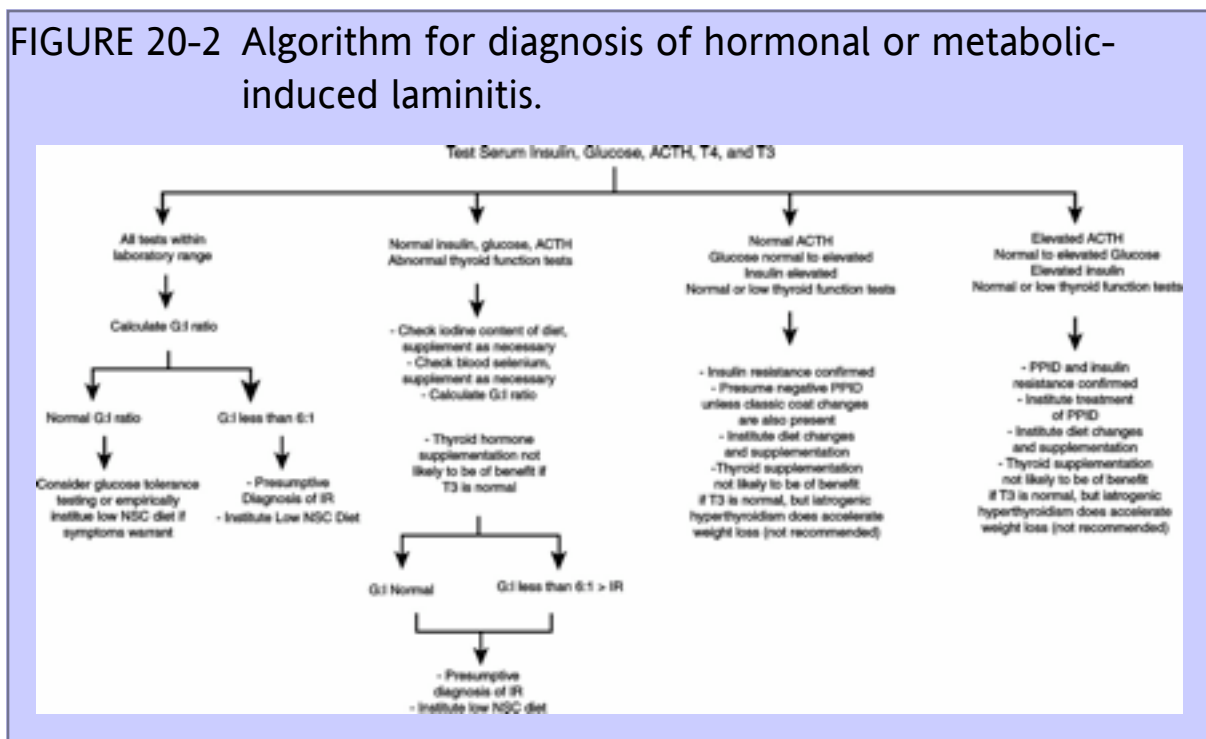 FIGURE 20-2 Algorithm for diagnosis of hormonal or metabolic-
induced laminitis.
Test Serum Insulin, Glucose, ACTH, T4, and T3
All tests within
laboratory range
Calculate G:I ratio
Normal G:I ratio
G:I less than 6:1
Consider glucose tolerance
testing or empirically
institue low NSC diet if
symptoms warrant
- Presumptive
Diagnosis of IR
- Institute Low NSC Diet
Normal insulin, glucose, ACTH
Abnormal thyroid function tests
- Check iodine content of diet,
supplement as necessary
- Check blood selenium,
supplement as necessary
- Calculate G:I ratio
- Thyroid hormone
supplementation not
likely to be of benefit if
T3 is normal
G:I Normal
G:I less than 6:1 > IR
- Presumptive
diagnosis of IR
- Institute low NSC diet
Normal ACTH
Glucose normal to elevated
Insulin elevated
Normal or low thyroid function tests
- Insulin resistance confirmed
- Presume negative PPID
unless classic coat changes
are also present
- Institute diet changes
and supplementation
-Thyroid supplementation
not likely to be of benefit
if T3 is normal, but iatrogenic
hyperthyroidism does accelerate
weight loss (not recommended)
Elevated ACTH
Normal to elevated Glucose
Elevated insulin
Normal or low thyroid function tests
- PPID and insulin
resistance confirmed
- Institute treatment
of PPID
- Institute diet changes
and supplementation
- Thyroid supplementation
not likely to be of benefit
if T3 is normal, but iatrogenic
hyperthyroidism does accelerate
weight loss (not recommended)